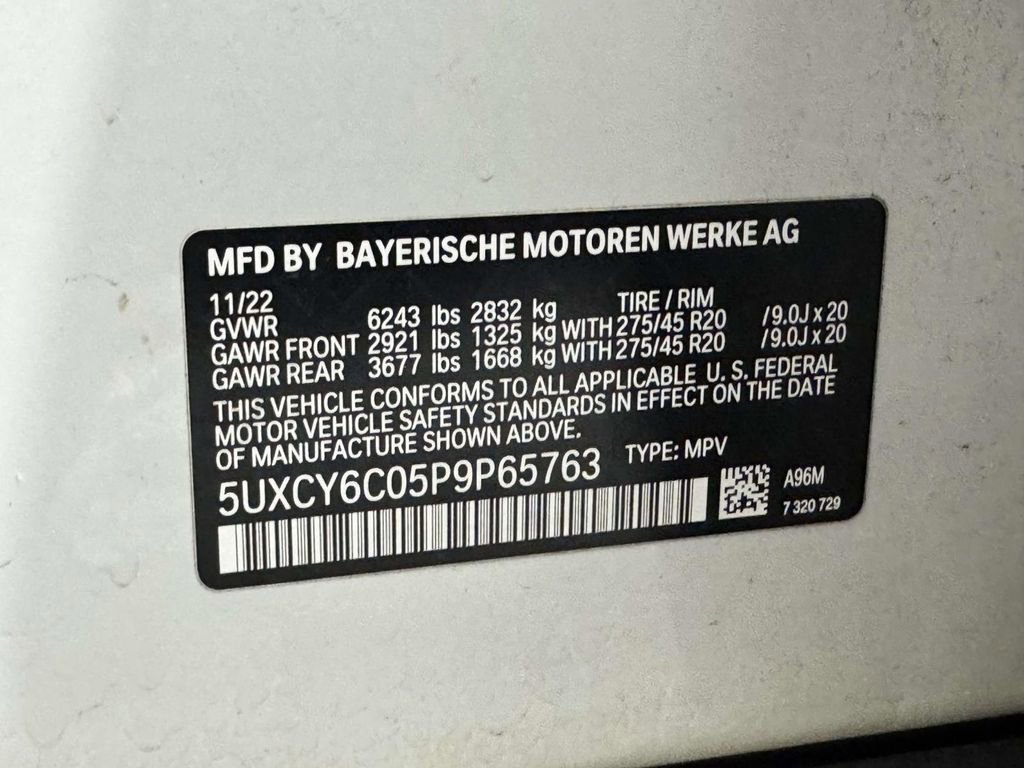 MFD BY BAYERISCHE MOTOREN WERKE AG
11/22 TIRE / RIM
GVWR 6243 lbs 2832 kg
GAWR FRONT 2921 lbs 1325 kg WITH 275/45 R20 /9.0J x 20
GAWR REAR 3677 lbs 1668 kg WITH 275/45 R20 /9.0J x 20
THIS VEHICLE CONFORMS TO ALL APPLICABLE U. S. FEDERAL
MOTOR VEHICLE SAFETY STANDARDS IN EFFECT ON THE DATE
OF MANUFACTURE SHOWN ABOVE.
5UXCY6C05P9P65763 TYPE: MPV
A96M
7 320 729